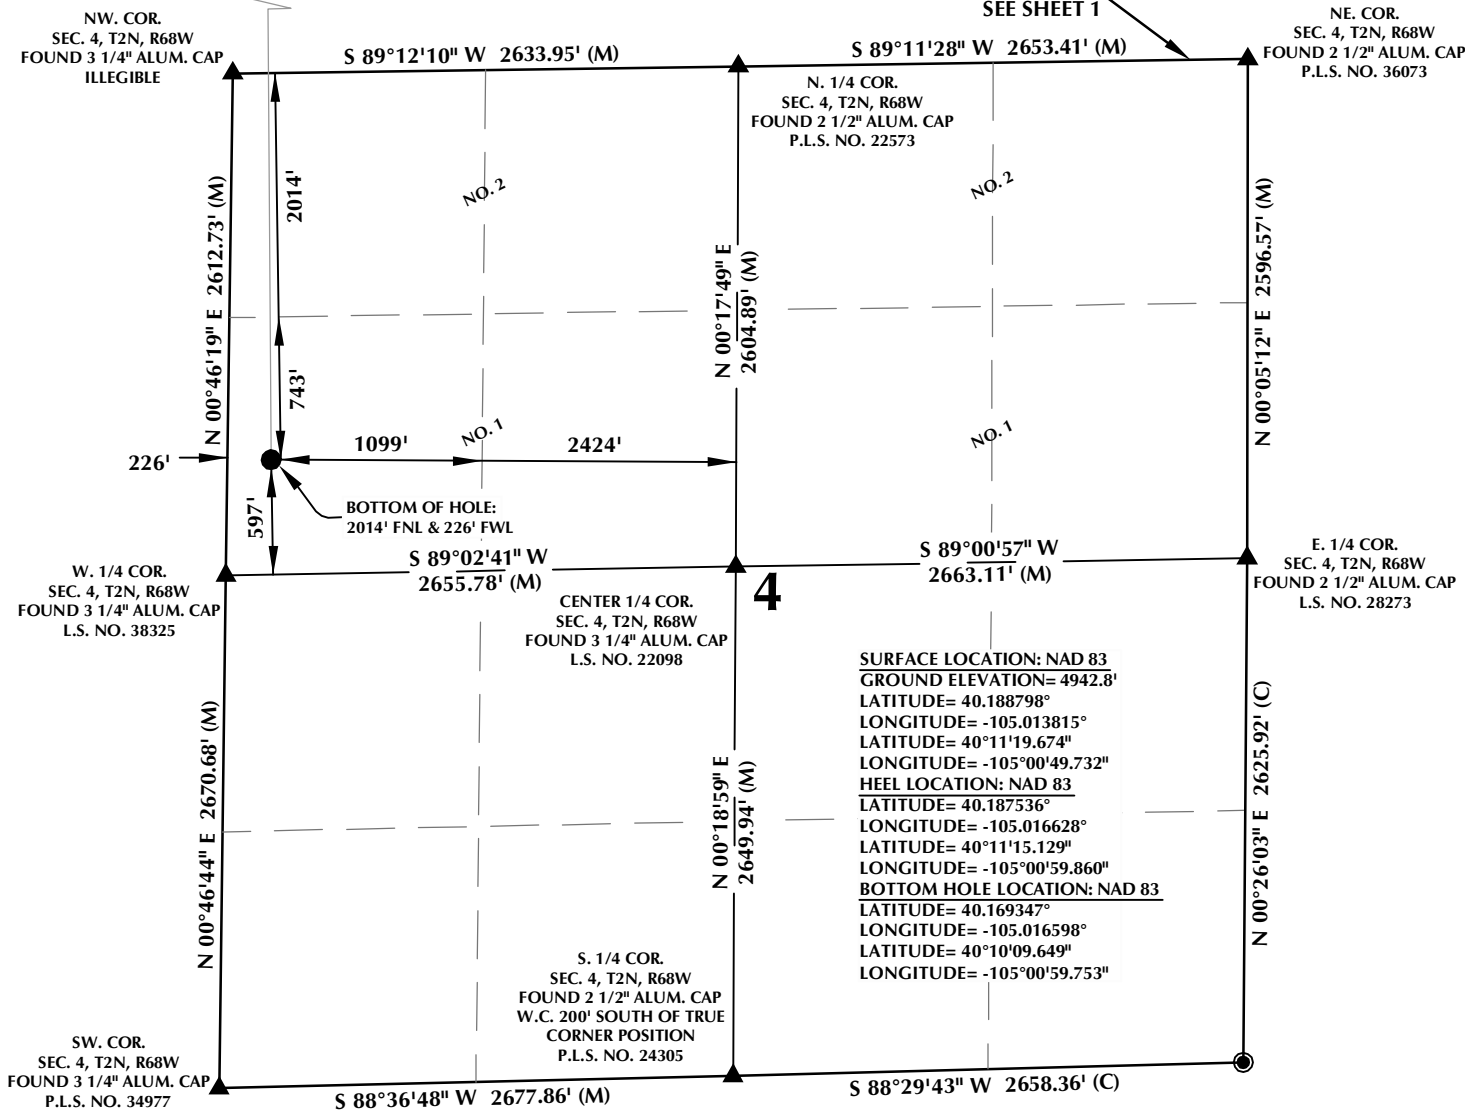 SEE SHEET 1
NW. COR.
SEC. 4, T2N, R68W
FOUND 3 1/4" ALUM. CAP
ILLEGIBLE
S 89°12'10" W 2633.95' (M)
S 89°11'28" W 2653.41' (M)
NE. COR.
SEC. 4, T2N, R68W
FOUND 2 1/2" ALUM. CAP
P.L.S. NO. 36073
N. 1/4 COR.
SEC. 4, T2N, R68W
FOUND 2 1/2" ALUM. CAP
P.L.S. NO. 22573
N 00°46'19" E 2612.73' (M)
2014'
NO. 2
NO. 2
N 00°17'49" E
2604.89' (M)
N 00°05'12" E 2596.57' (M)
743'
NO. 1
NO. 1
226'
1099'
2424'
597'
BOTTOM OF HOLE:
2014' FNL & 226' FWL
W. 1/4 COR.
SEC. 4, T2N, R68W
FOUND 3 1/4" ALUM. CAP
L.S. NO. 38325
S 89°02'41" W
2655.78' (M)
S 89°00'57" W
2663.11' (M)
E. 1/4 COR.
SEC. 4, T2N, R68W
FOUND 2 1/2" ALUM. CAP
L.S. NO. 28273
4
CENTER 1/4 COR.
SEC. 4, T2N, R68W
FOUND 3 1/4" ALUM. CAP
L.S. NO. 22098
SURFACE LOCATION: NAD 83
GROUND ELEVATION= 4942.8'
LATITUDE= 40.188798°
LONGITUDE= -105.013815°
LATITUDE= 40°11'19.674"
LONGITUDE= -105°00'49.732"
HEEL LOCATION: NAD 83
LATITUDE= 40.187536°
LONGITUDE= -105.016628°
LATITUDE= 40°11'15.129"
LONGITUDE= -105°00'59.860"
BOTTOM HOLE LOCATION: NAD 83
LATITUDE= 40.169347°
LONGITUDE= -105.016598°
LATITUDE= 40°10'09.649"
LONGITUDE= -105°00'59.753"
N 00°46'44" E 2670.68' (M)
N 00°18'59" E
2649.94' (M)
N 00°26'03" E 2625.92' (C)
S. 1/4 COR.
SEC. 4, T2N, R68W
FOUND 2 1/2" ALUM. CAP
W.C. 200' SOUTH OF TRUE
CORNER POSITION
P.L.S. NO. 24305
SW. COR.
SEC. 4, T2N, R68W
FOUND 3 1/4" ALUM. CAP
P.L.S. NO. 34977
S 88°36'48" W 2677.86' (M)
S 88°29'43" W 2658.36' (C)